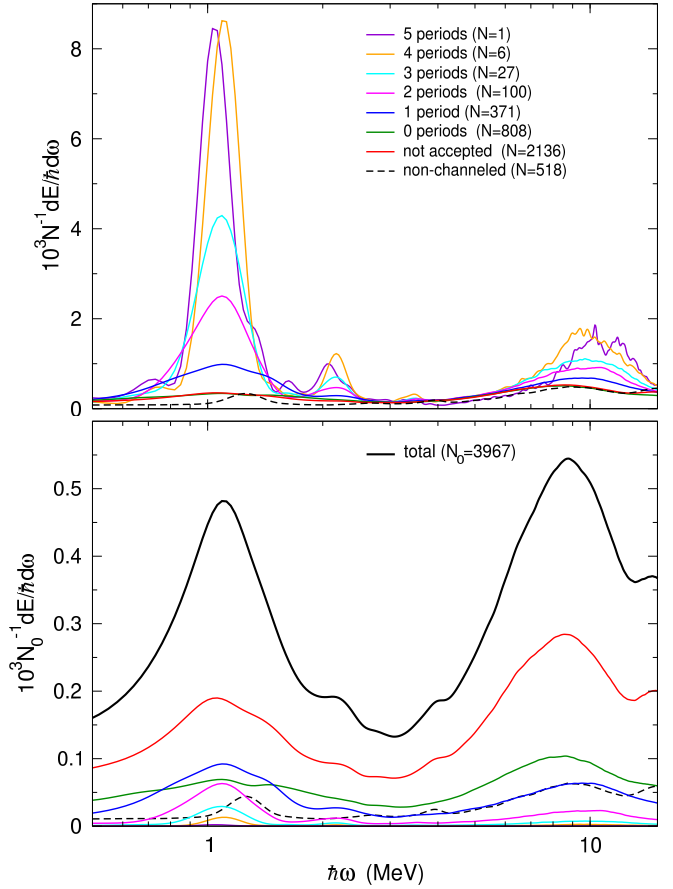 8
6
4
2
0
10³N⁻¹dE/ħdω
5 periods (N=1)
4 periods (N=6)
3 periods (N=27)
2 periods (N=100)
1 period (N=371)
0 periods (N=808)
not accepted (N=2136)
non-channeled (N=518)
0.5
0.4
0.3
0.2
0.1
0
10³N₀⁻¹dE/ħdω
total (N₀=3967)
1
10
ħω (MeV)